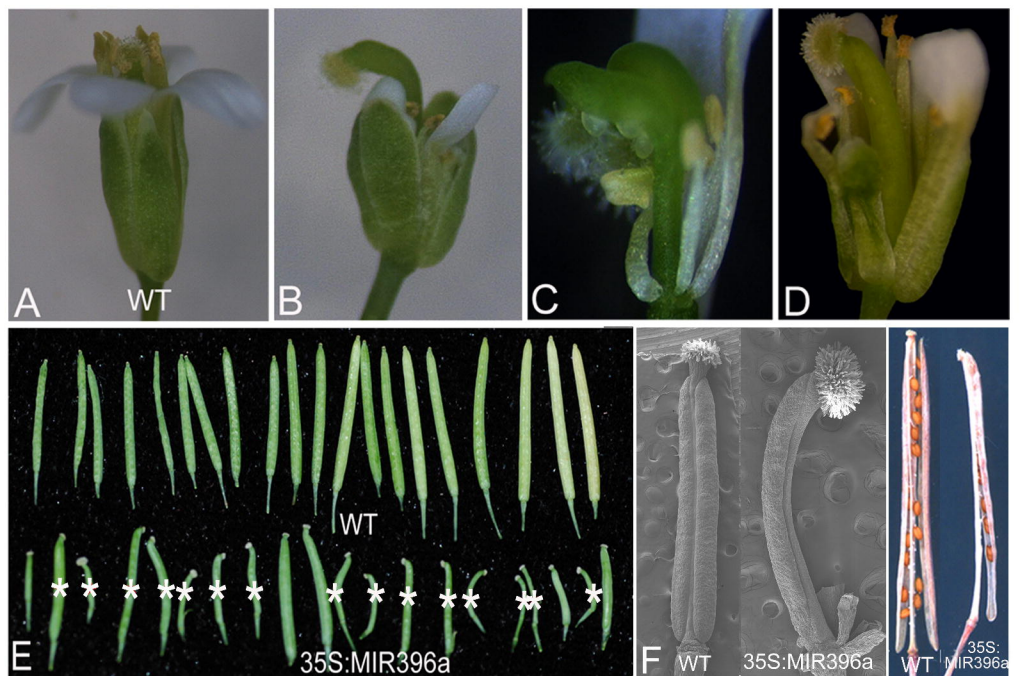 A
WT
B
C
D
WT
* * * * * * * * * * * * * * * * *
E
35S:MIR396a
F
WT
35S:MIR396a
WT
35S:
MIR396a